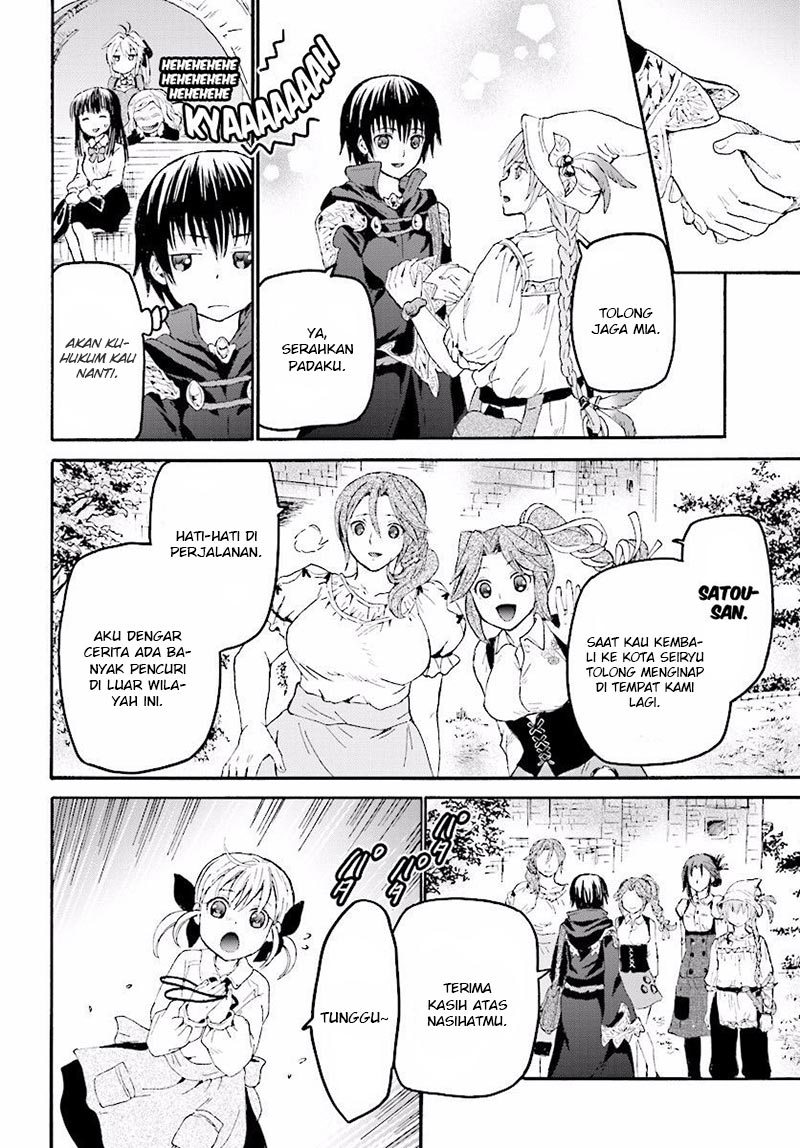 TOLONG
JAGA MIA.
YA,
SERAHKAN
PADAKU.
KYAAAAAAAH
HEHEHEHEHE
HEHEHEHEHE
HEHEHEHE
AKAN KU-
HUKUM KAU
NANTI.
SATOU-
SAN.
SAAT KAU KEMBA-
LI KE KOTA SEIRYU
TOLONG MENGINAP
DI TEMPAT KAMI
LAGI.
HATI-HATI DI
PERJALANAN.
AKU DENGAR
CERITA ADA BA-
NYAK PENCURI
DI LUAR WILA-
YAH INI.
TERIMA
KASIH ATAS
NASIHATMU.
TUNGGU~